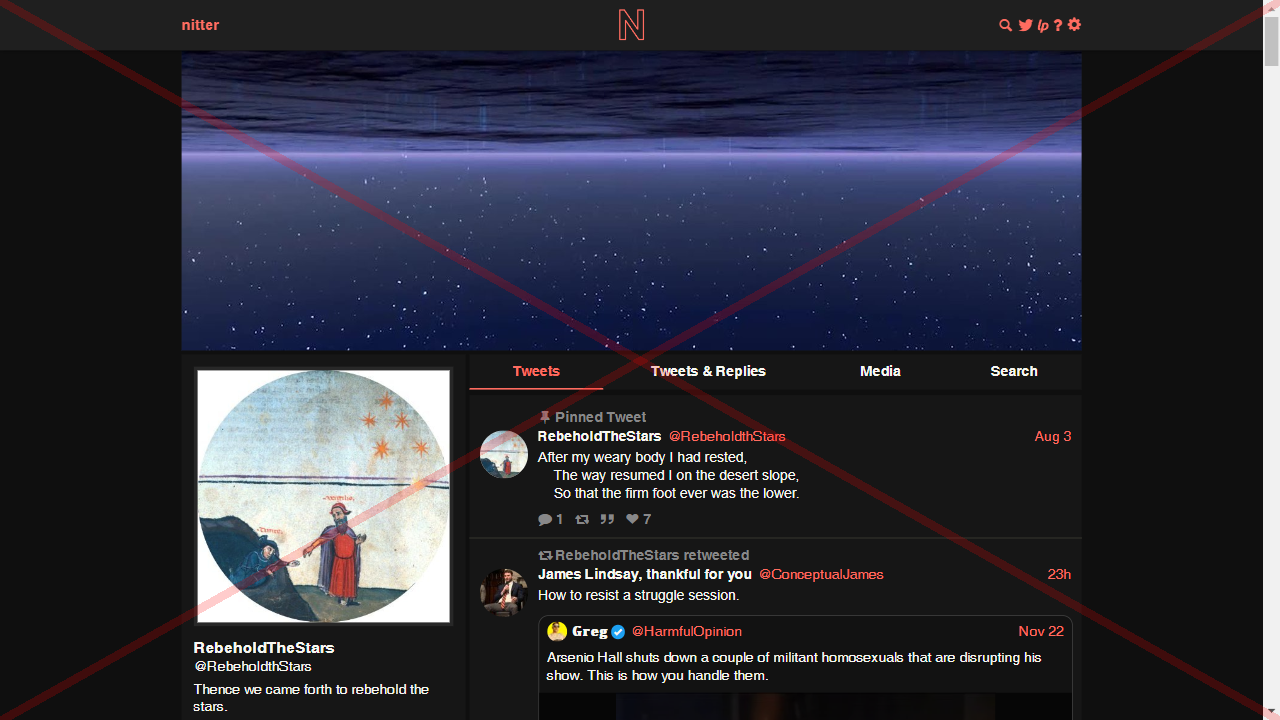 nitter
N
lp ?
Tweets
Tweets & Replies
Media
Search
RebeholdTheStars
@RebeholdthStars
Thence we came forth to rebehold the
stars.
Pinned Tweet
RebeholdTheStars @RebeholdthStars Aug 3
After my weary body I had rested,
The way resumed I on the desert slope,
So that the firm foot ever was the lower.
1 7
RebeholdTheStars retweeted
James Lindsay, thankful for you @ConceptualJames 23h
How to resist a struggle session.
Greg @HarmfulOpinion Nov 22
Arsenio Hall shuts down a couple of militant homosexuals that are disrupting his
show. This is how you handle them.